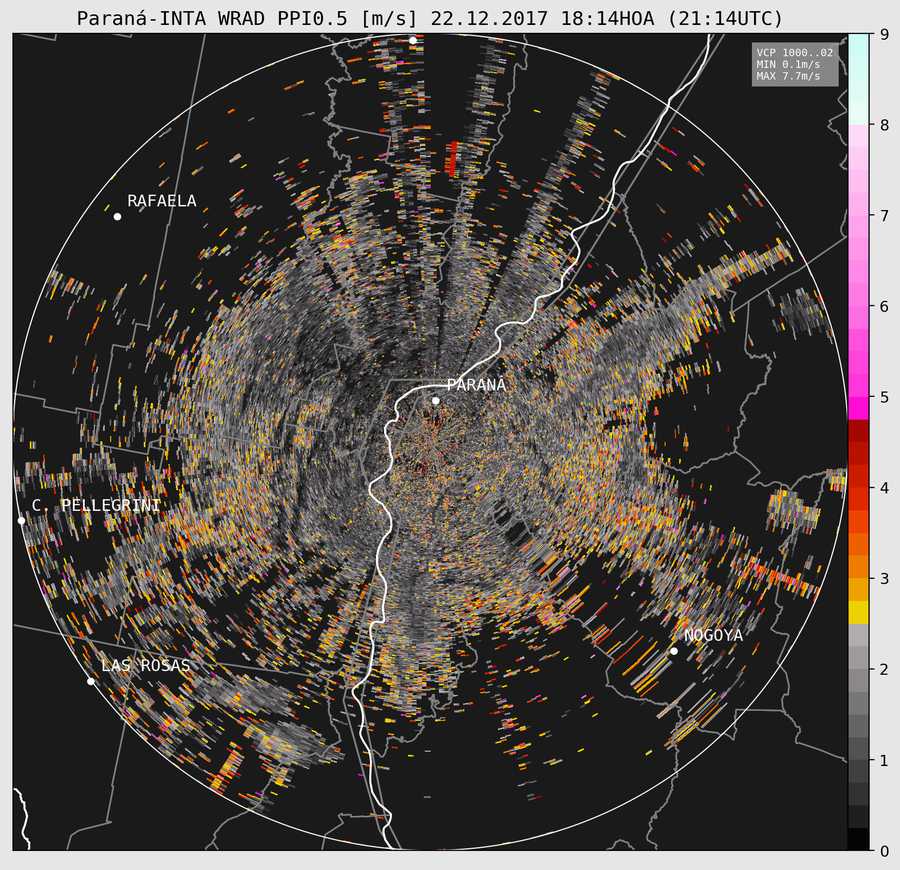 Paraná-INTA WRAD PPI0.5 [m/s] 22.12.2017 18:14HOA (21:14UTC)
VCP 1000..02
MIN 0.1m/s
MAX 7.7m/s
RAFAELA
PARANÁ
C. PELLEGRINI
NOGOYA
LAS ROSAS
9
8
7
6
5
4
3
2
1
0